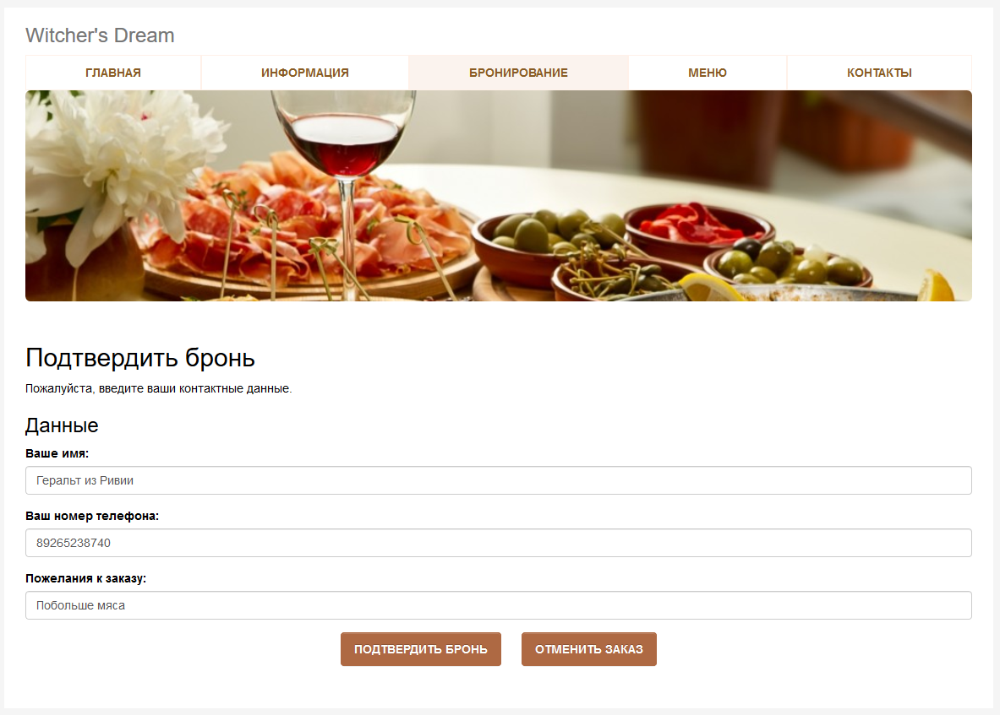 Witcher's Dream
ГЛАВНАЯ ИНФОРМАЦИЯ БРОНИРОВАНИЕ МЕНЮ КОНТАКТЫ
Подтвердить бронь
Пожалуйста, введите ваши контактные данные.
Данные
Ваше имя:
Геральт из Ривии
Ваш номер телефона:
89265238740
Пожелания к заказу:
Побольше мяса
ПОДТВЕРДИТЬ БРОНЬ ОТМЕНИТЬ ЗАКАЗ